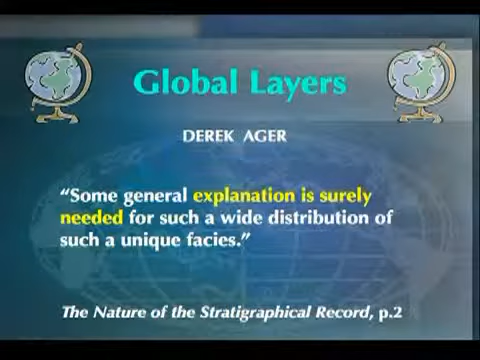 Global Layers
DEREK AGER
“Some general explanation is surely
needed for such a wide distribution of
such a unique facies.”
The Nature of the Stratigraphical Record, p.2